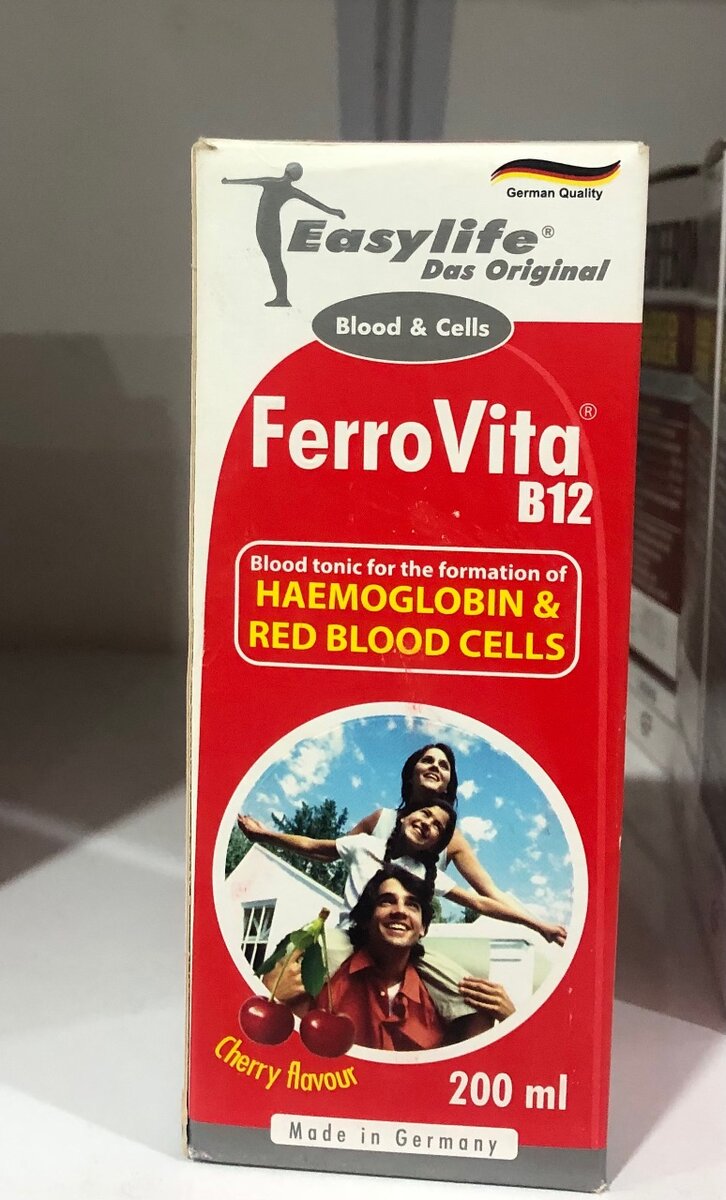 German Quality
Easylife®
Das Original
Blood & Cells
FerroVita®
B12
Blood tonic for the formation of
HAEMOGLOBIN &
RED BLOOD CELLS
Cherry flavour
200 ml
Made in Germany